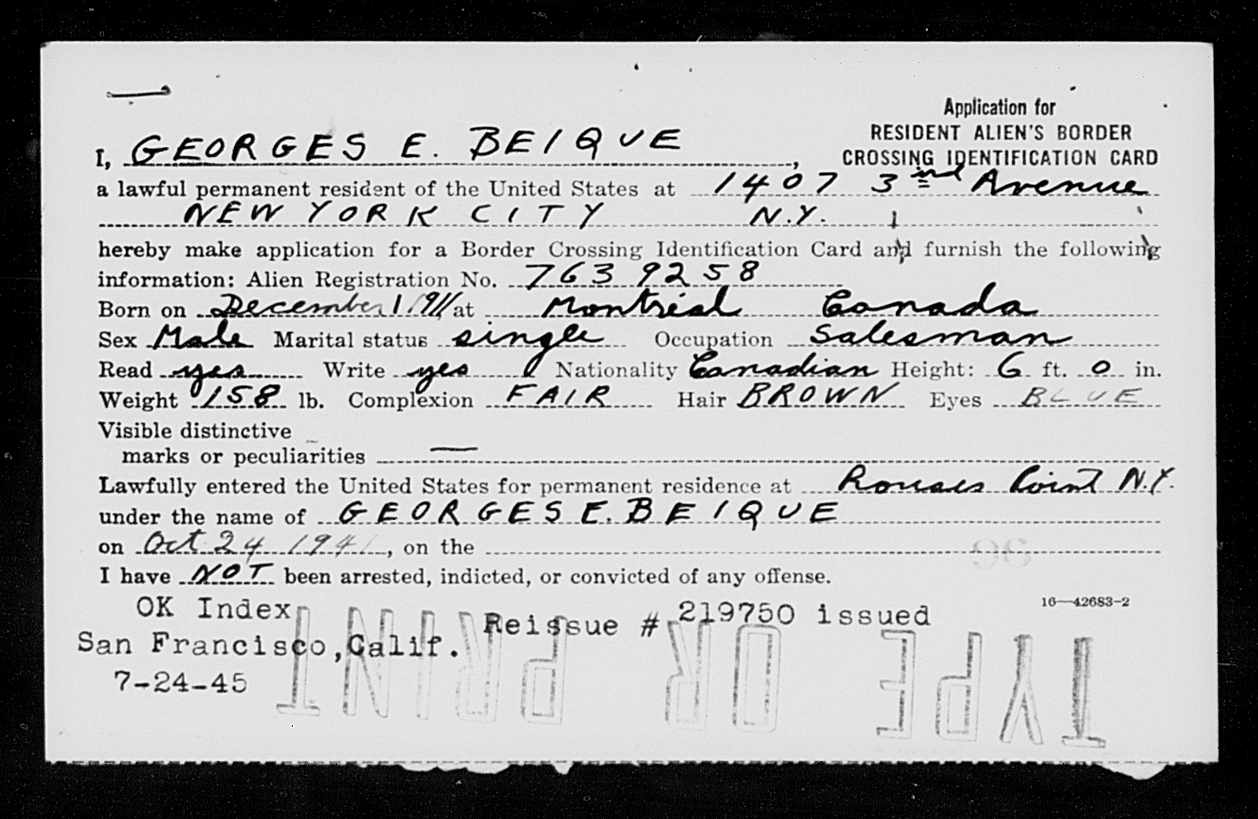 Application for
RESIDENT ALIEN'S BORDER
CROSSING IDENTIFICATION CARD
I, GEORGES E. BEIQUE,
a lawful permanent resident of the United States at 1407 3nd Avenue
NEW YORK CITY N.Y.
hereby make application for a Border Crossing Identification Card and furnish the following
information: Alien Registration No. 7639258
Born on December 1 1911 at Montréal Canada
Sex Male Marital status single Occupation Salesman
Read yes Write yes Nationality Canadian Height: 6 ft. 0 in.
Weight 158 lb. Complexion FAIR Hair BROWN Eyes BLUE
Visible distinctive
marks or peculiarities —
Lawfully entered the United States for permanent residence at Rouses Point N.Y.
under the name of GEORGES E. BEIQUE
on Oct 24 1941, on the
I have NOT been arrested, indicted, or convicted of any offense.
16—42683-2
OK Index Reissue # 219750 issued
San Francisco, Calif.
7-24-45
TYPE OR PRINT